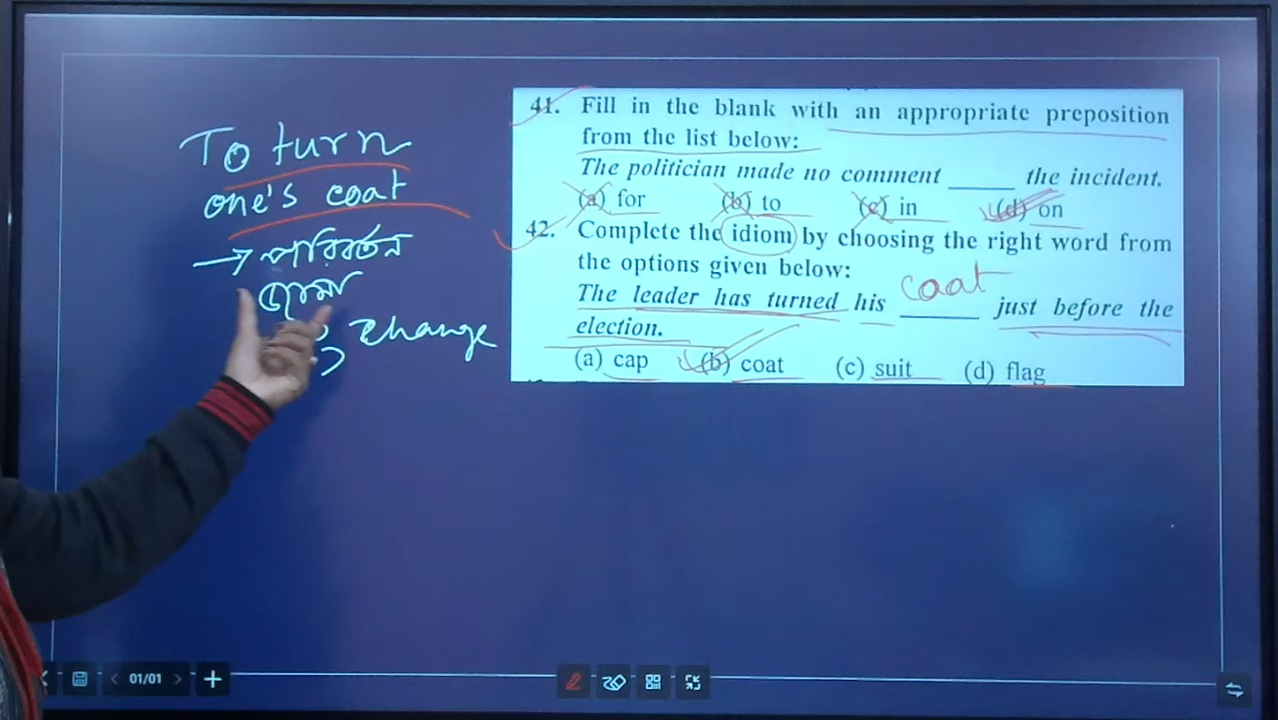 To turn
one's coat
→ পরিবর্তন
change
41. Fill in the blank with an appropriate preposition
from the list below:
The politician made no comment _____ the incident.
(a) for (b) to (c) in (d) on
42. Complete the idiom by choosing the right word from
the options given below:
coat
The leader has turned his _____ just before the
election.
(a) cap (b) coat (c) suit (d) flag
01/01